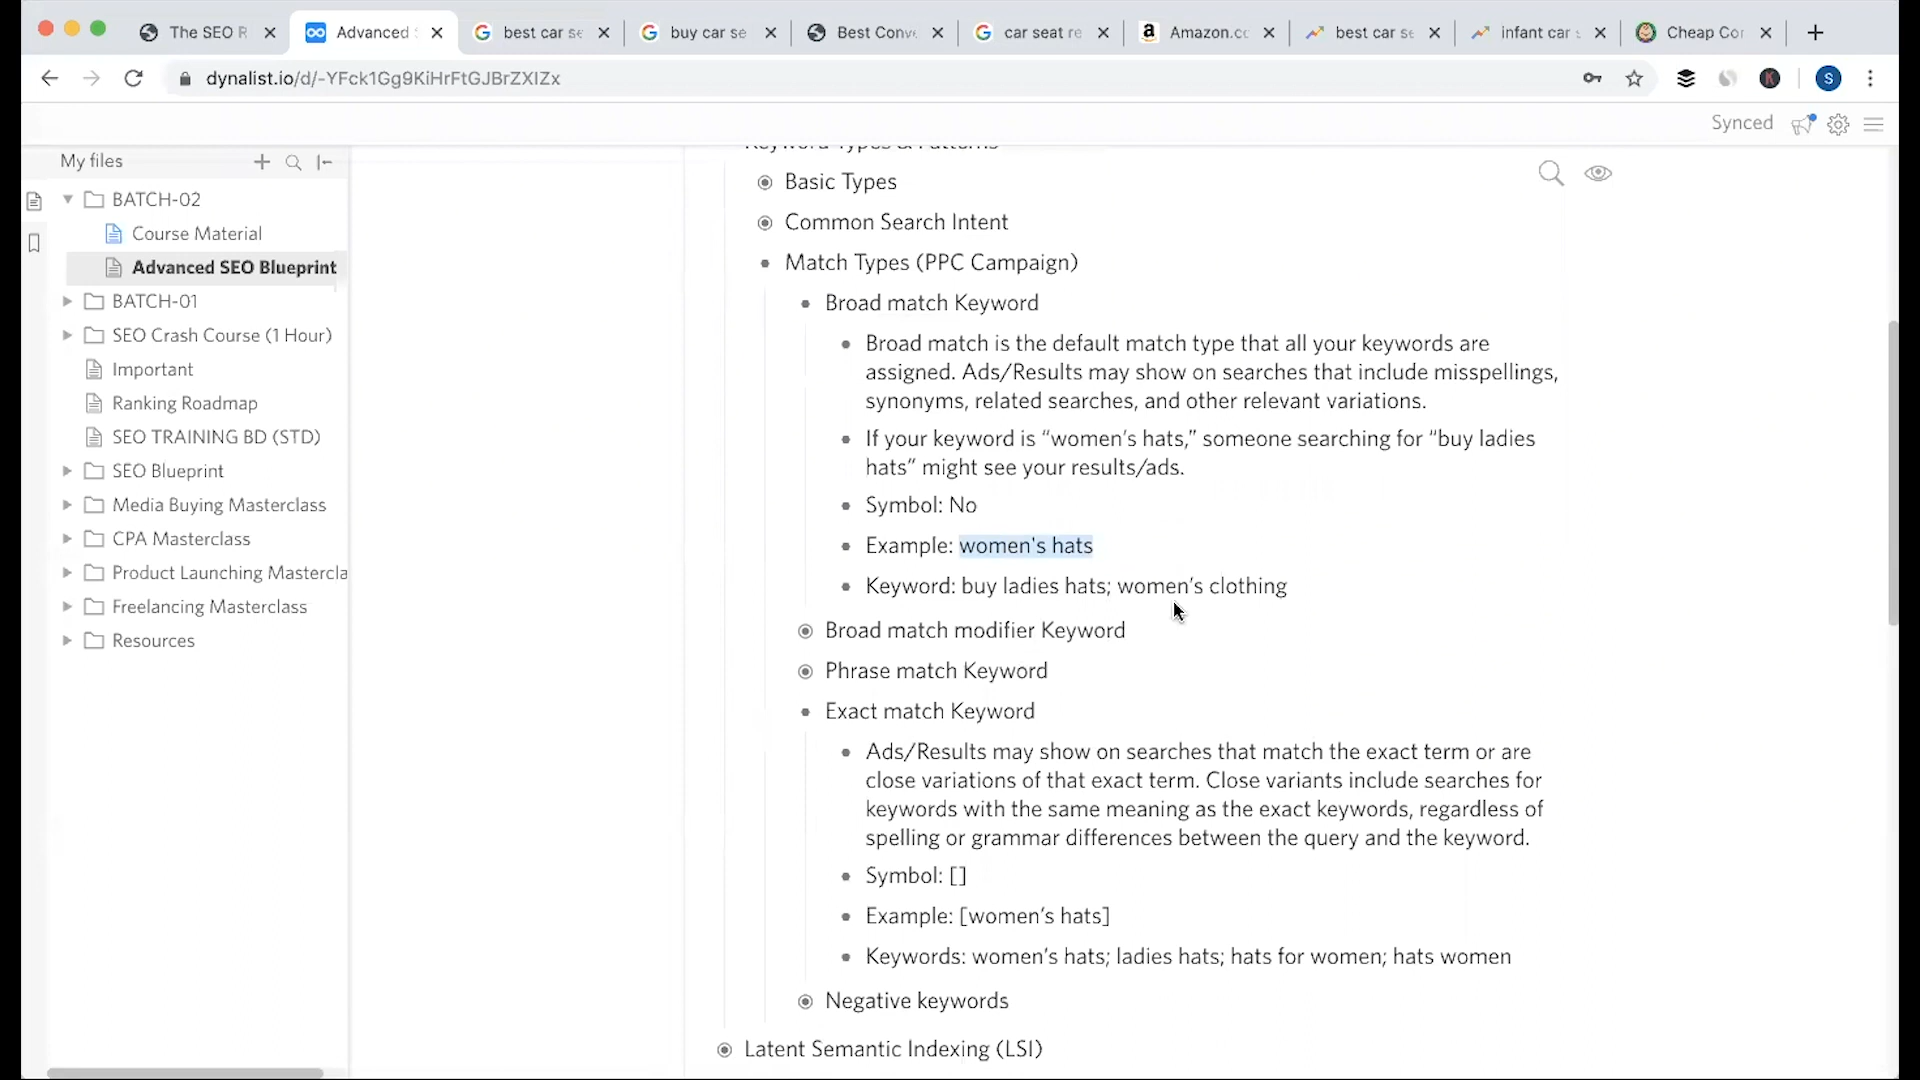 The SEO R
Advanced
best car se
buy car se
Best Conv
car seat re
Amazon.co
best car se
infant car s
Cheap Cor
dynalist.io/d/-YFck1Gg9KiHrFtGJBrZXIZx
S
Synced
My files
BATCH-02
Course Material
Advanced SEO Blueprint
BATCH-01
SEO Crash Course (1 Hour)
Important
Ranking Roadmap
SEO TRAINING BD (STD)
SEO Blueprint
Media Buying Masterclass
CPA Masterclass
Product Launching Mastercla
Freelancing Masterclass
Resources
Keyword Types & Patterns
Basic Types
Common Search Intent
Match Types (PPC Campaign)
Broad match Keyword
Broad match is the default match type that all your keywords are
assigned. Ads/Results may show on searches that include misspellings,
synonyms, related searches, and other relevant variations.
If your keyword is “women’s hats,” someone searching for “buy ladies
hats” might see your results/ads.
Symbol: No
Example: women's hats
Keyword: buy ladies hats; women’s clothing
Broad match modifier Keyword
Phrase match Keyword
Exact match Keyword
Ads/Results may show on searches that match the exact term or are
close variations of that exact term. Close variants include searches for
keywords with the same meaning as the exact keywords, regardless of
spelling or grammar differences between the query and the keyword.
Symbol: []
Example: [women’s hats]
Keywords: women’s hats; ladies hats; hats for women; hats women
Negative keywords
Latent Semantic Indexing (LSI)